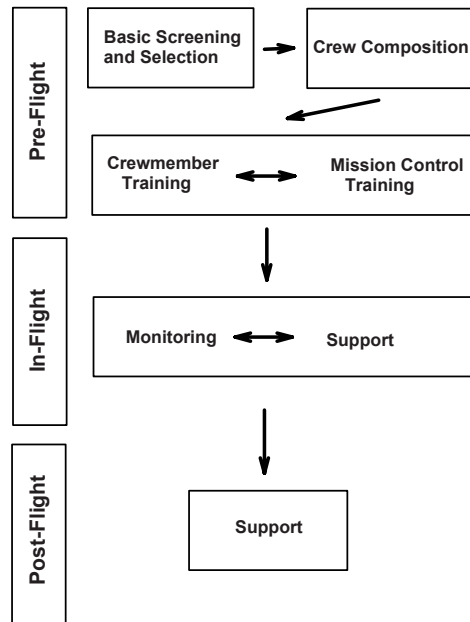 Pre-Flight
Basic Screening
and Selection
Crew Composition
Crewmember
Training
Mission Control
Training
In-Flight
Monitoring
Support
Post-Flight
Support